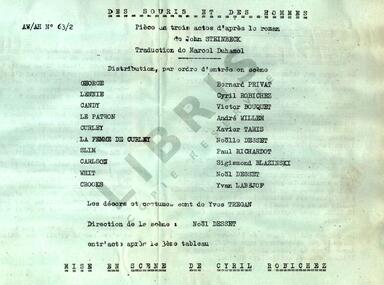 DES SOURIS ET DES HOMMES
AW/AH N° 63/2
Pièce en trois actes d'après le roman
de John STEINBECK
Traduction de Marcel Duhamel
Distribution, par ordre d'entrée en scène
GEORGE Bernard PRIVAT
LENNIE Cyril ROBICHEZ
CANDY Victor BOUQUET
LE PATRON André WILLEM
CURLEY Xavier TAMIS
LA FEMME DE CURLEY Noëlle DESSET
SLIM Paul RICHARDOT
CARLSON Sigismond BLAZINSKI
WHIT Noël DESSET
CROOKS Yvan LABEJOF
Les décors et costumes sont de Yves TREGAN
Direction de la scène : Noël DESSET
entr'acte après le 3ème tableau
MISE EN SCENE DE CYRIL ROBICHEZ
LIBRIS